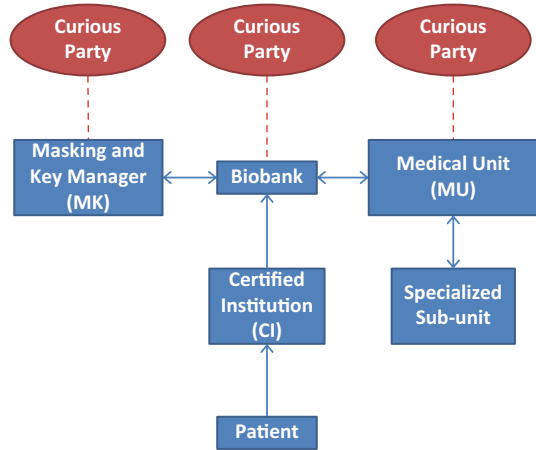 Curious
Party
Curious
Party
Curious
Party
Masking and
Key Manager
(MK)
Biobank
Medical Unit
(MU)
Certified
Institution
(CI)
Specialized
Sub-unit
Patient